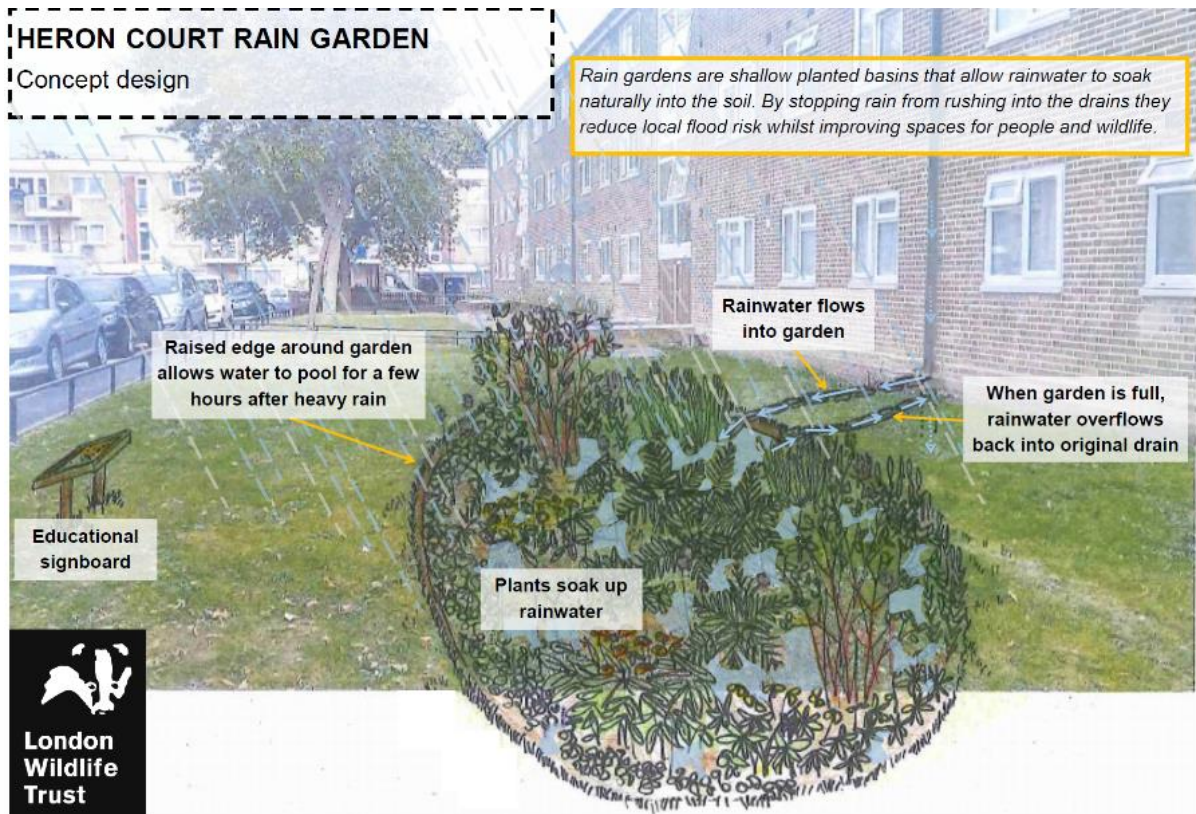 HERON COURT RAIN GARDEN
Concept design
Rain gardens are shallow planted basins that allow rainwater to soak
naturally into the soil. By stopping rain from rushing into the drains they
reduce local flood risk whilst improving spaces for people and wildlife.
Rainwater flows
into garden
Raised edge around garden
allows water to pool for a few
hours after heavy rain
When garden is full,
rainwater overflows
back into original drain
Educational
signboard
Plants soak up
rainwater
London
Wildlife
Trust